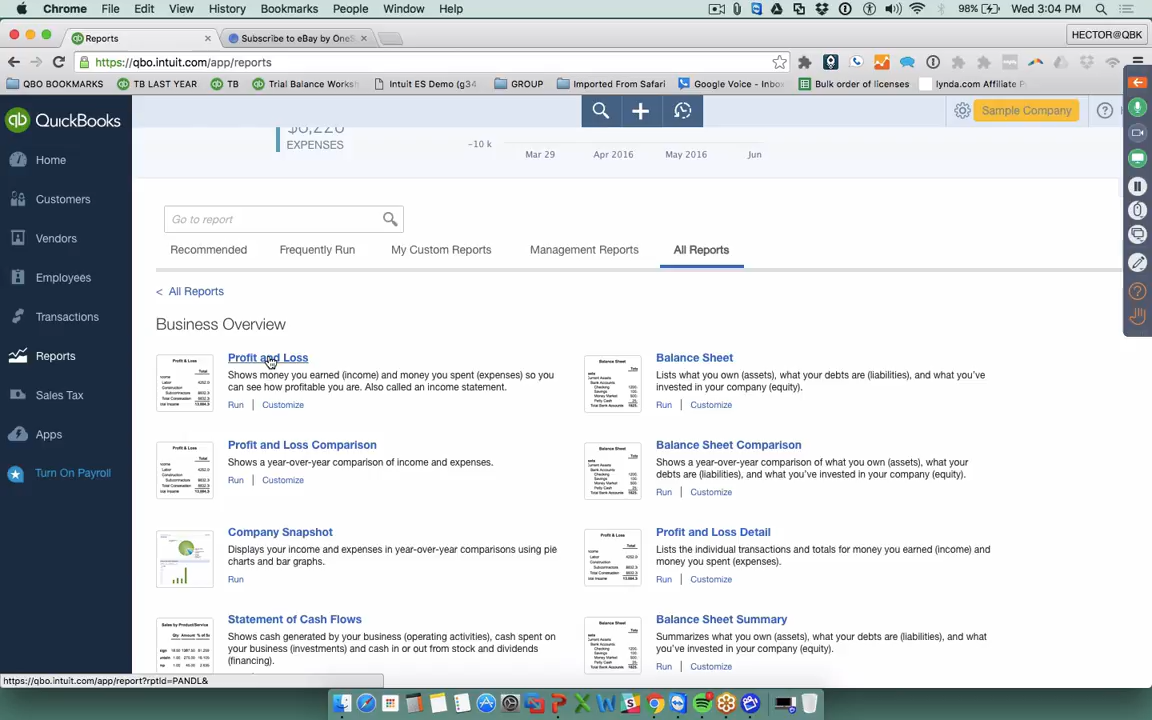 Chrome File Edit View History Bookmarks People Window Help 98% Wed 3:04 PM
Reports Subscribe to eBay by OneS HECTOR@QBK
https://qbo.intuit.com/app/reports
QBO BOOKMARKS TB LAST YEAR TB Trial Balance Works Intuit ES Demo (g34 GROUP Imported From Safari Google Voice - Inbo Bulk order of licenses lynda.com Affiliate P
qb QuickBooks Sample Company
$8,220
EXPENSES
-10 k
Mar 29 Apr 2016 May 2016 Jun
Home
Customers
Vendors
Employees
Transactions
Reports
Sales Tax
Apps
Turn On Payroll
Go to report
Recommended Frequently Run My Custom Reports Management Reports All Reports
< All Reports
Business Overview
Profit and Loss
Shows money you earned (income) and money you spent (expenses) so you
can see how profitable you are. Also called an income statement.
Run | Customize
Balance Sheet
Lists what you own (assets), what your debts are (liabilities), and what you've
invested in your company (equity).
Run | Customize
Profit and Loss Comparison
Shows a year-over-year comparison of income and expenses.
Run | Customize
Balance Sheet Comparison
Shows a year-over-year comparison of what you own (assets), what your
debts are (liabilities), and what you've invested in your company (equity).
Run | Customize
Company Snapshot
Displays your income and expenses in year-over-year comparisons using pie
charts and bar graphs.
Run
Profit and Loss Detail
Lists the individual transactions and totals for money you earned (income) and
money you spent (expenses).
Run | Customize
Statement of Cash Flows
Shows cash generated by your business (operating activities), cash spent on
your business (investments) and cash in or out from stock and dividends
(financing).
Balance Sheet Summary
Summarizes what you own (assets), what your debts are (liabilities), and what
you've invested in your company (equity).
Run | Customize
https://qbo.intuit.com/app/report?rptId=PANDL&